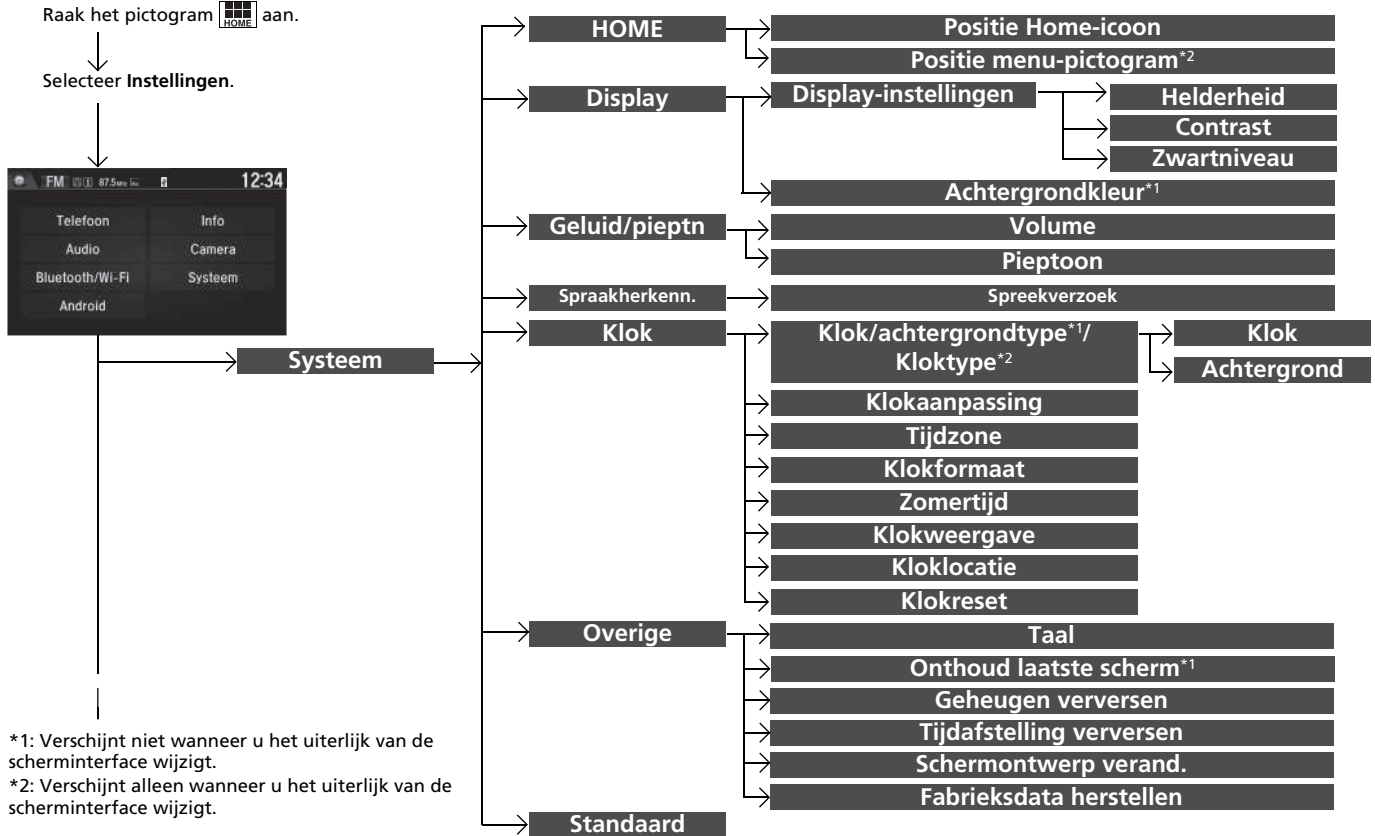 Raak het pictogram HOME aan.
Selecteer Instellingen.
FM 87.5
12:34
Telefoon
Info
Audio
Camera
Bluetooth/Wi-Fi
Systeem
Android
Systeem
HOME
Positie Home-icoon
Positie menu-pictogram*2
Display
Display-instellingen
Helderheid
Contrast
Zwartniveau
Achtergrondkleur*1
Geluid/pieptn
Volume
Pieptoon
Spraakherkenn.
Spreekverzoek
Klok
Klok/achtergrondtype*1/
Kloktype*2
Klok
Achtergrond
Klokaanpassing
Tijdzone
Klokformaat
Zomertijd
Klokweergave
Kloklocatie
Klokreset
Overige
Taal
Onthoud laatste scherm*1
Geheugen verversen
Tijdafstelling verversen
Schermontwerp verand.
Fabrieksdata herstellen
Standaard
*1: Verschijnt niet wanneer u het uiterlijk van de
scherminterface wijzigt.
*2: Verschijnt alleen wanneer u het uiterlijk van de
scherminterface wijzigt.